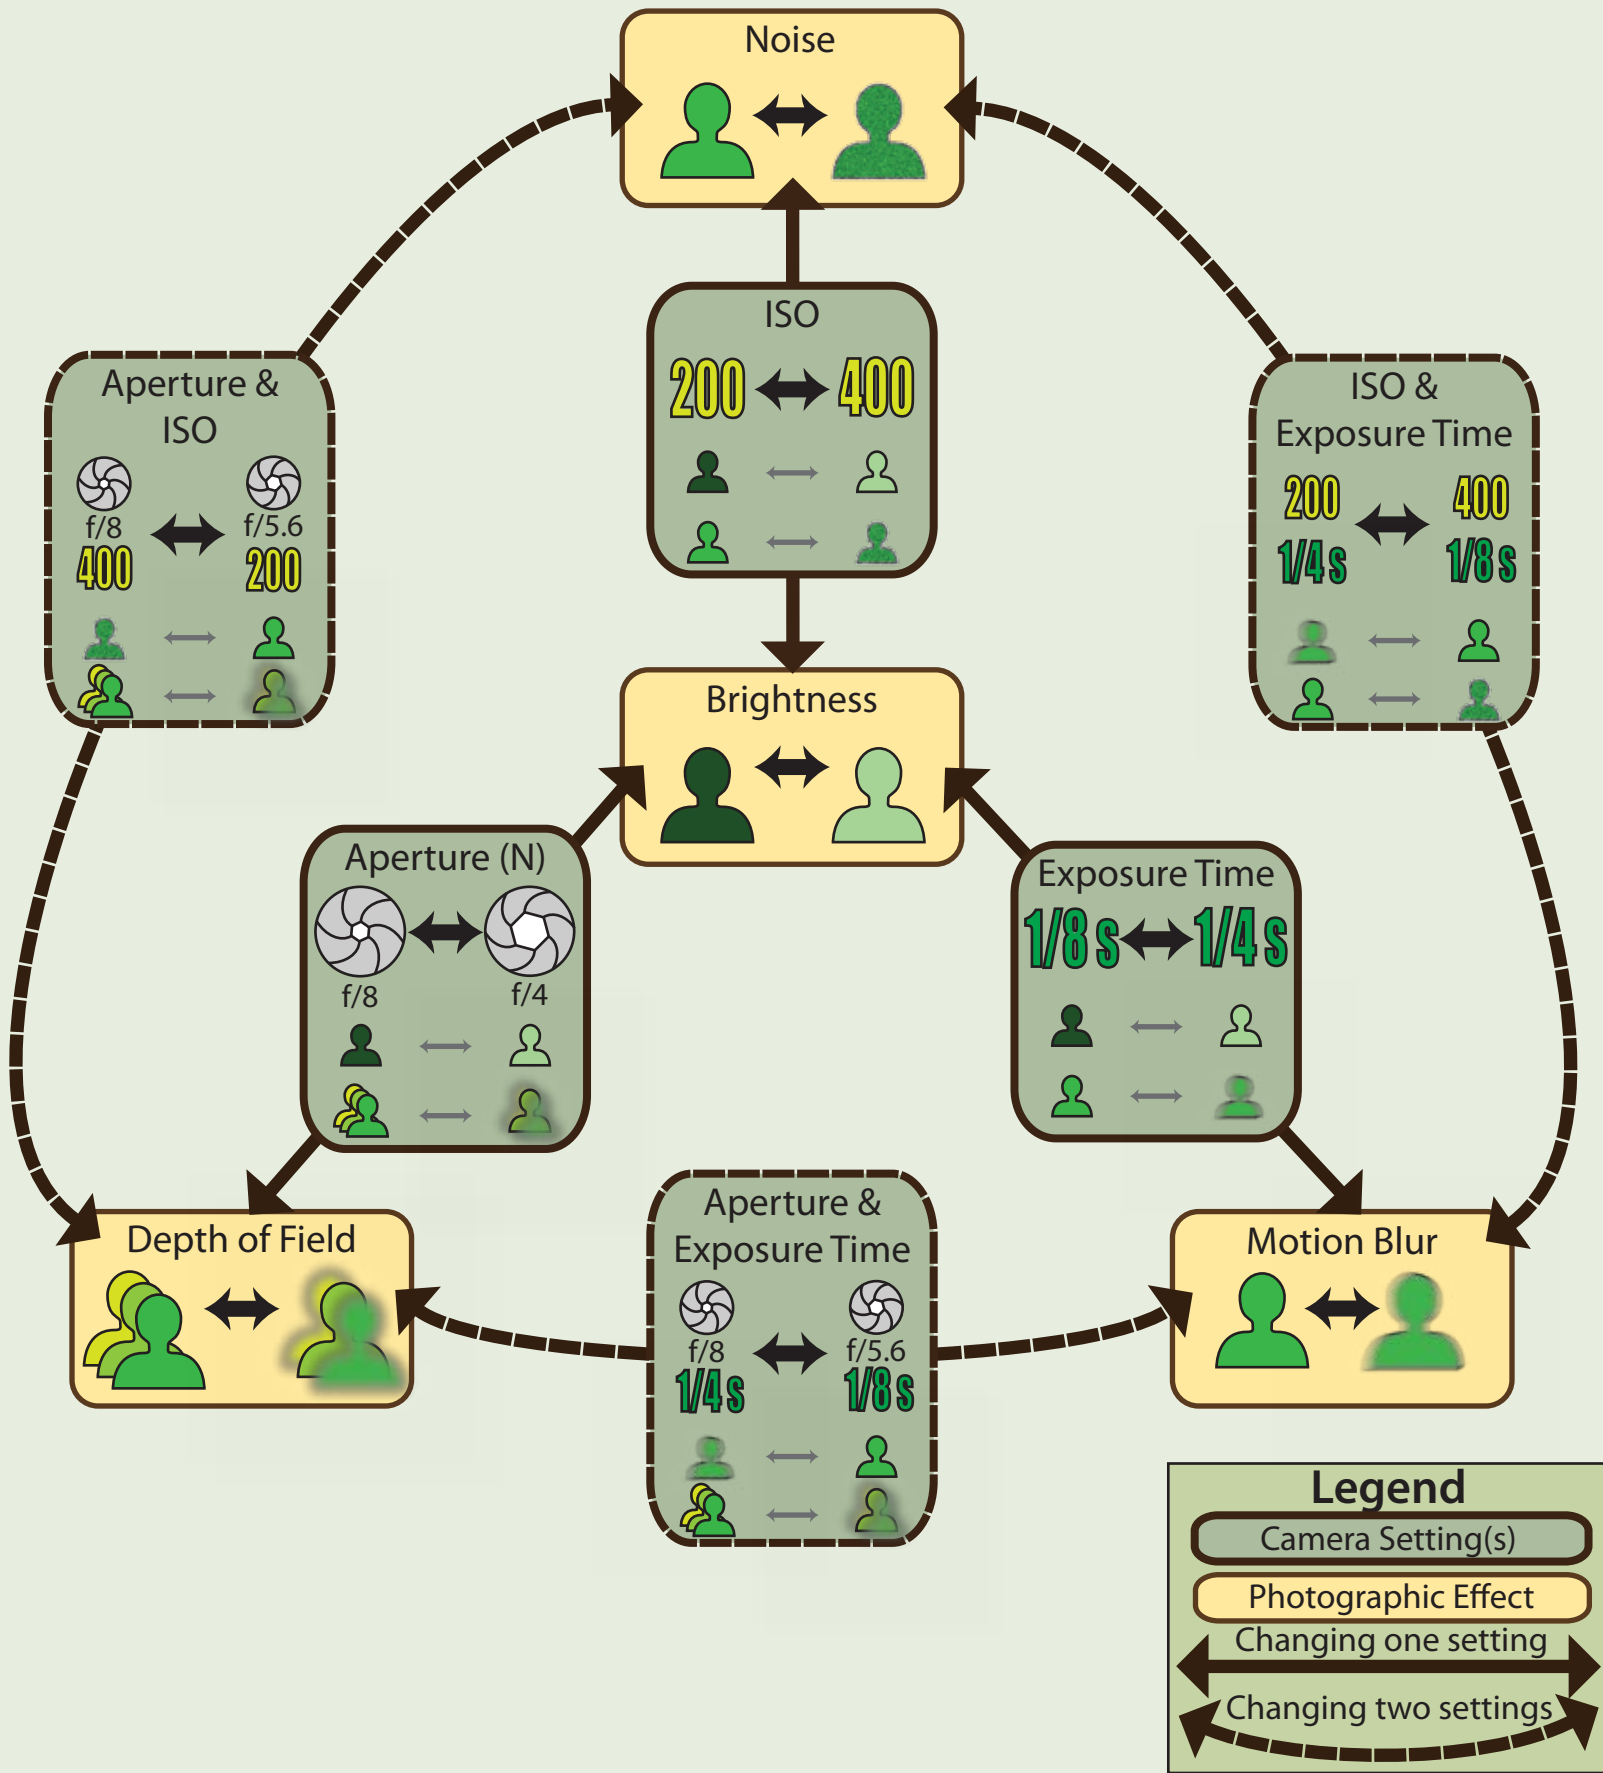 Noise
ISO
200 400
Aperture &
ISO
f/8 f/5.6
400 200
ISO &
Exposure Time
200 400
1/4 s 1/8 s
Brightness
Aperture (N)
f/8 f/4
Exposure Time
1/8 s 1/4 s
Depth of Field
Aperture &
Exposure Time
f/8 f/5.6
1/4 s 1/8 s
Motion Blur
Legend
Camera Setting(s)
Photographic Effect
Changing one setting
Changing two settings